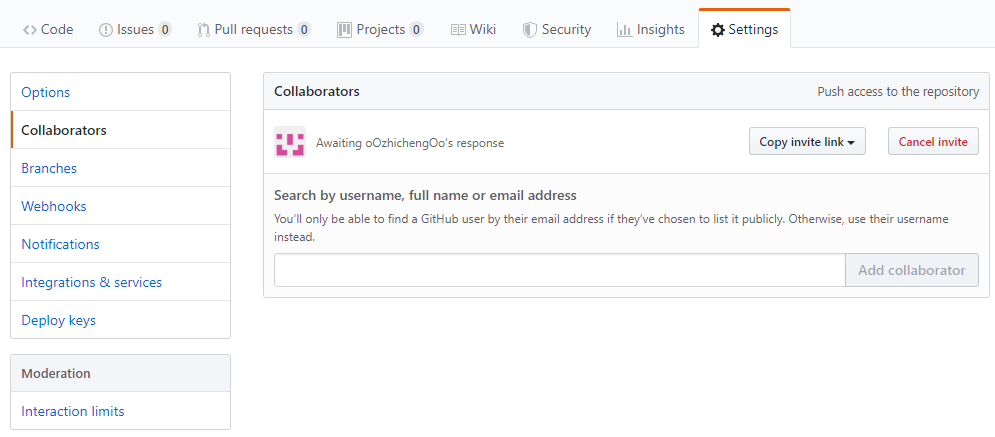 Code Issues 0 Pull requests 0 Projects 0 Wiki Security Insights Settings
Options
Collaborators
Branches
Webhooks
Notifications
Integrations & services
Deploy keys
Moderation
Interaction limits
Collaborators Push access to the repository
Awaiting oOzhichengOo's response Copy invite link Cancel invite
Search by username, full name or email address
You'll only be able to find a GitHub user by their email address if they've chosen to list it publicly. Otherwise, use their username
instead.
Add collaborator